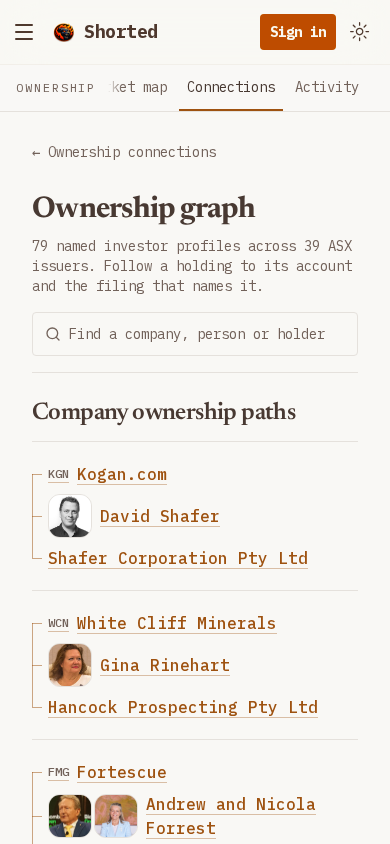 Shorted
Sign in
OWNERSHIP
ket map
Connections
Activity
← Ownership connections
Ownership graph
79 named investor profiles across 39 ASX
issuers. Follow a holding to its account
and the filing that names it.
Find a company, person or holder
Company ownership paths
KGN Kogan.com
David Shafer
Shafer Corporation Pty Ltd
WCN White Cliff Minerals
Gina Rinehart
Hancock Prospecting Pty Ltd
FMG Fortescue
Andrew and Nicola
Forrest